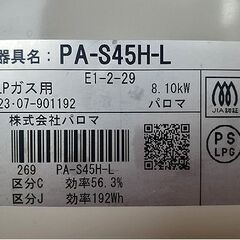 器具名：PA-S45H-L
LPガス用 E1-2-29 8.10kW
23-07-901192 パロマ
株式会社パロマ
JIA認証
PS
LPG
269 PA-S45H-L
区分C 効率56.3%
区分J 効率192Wh